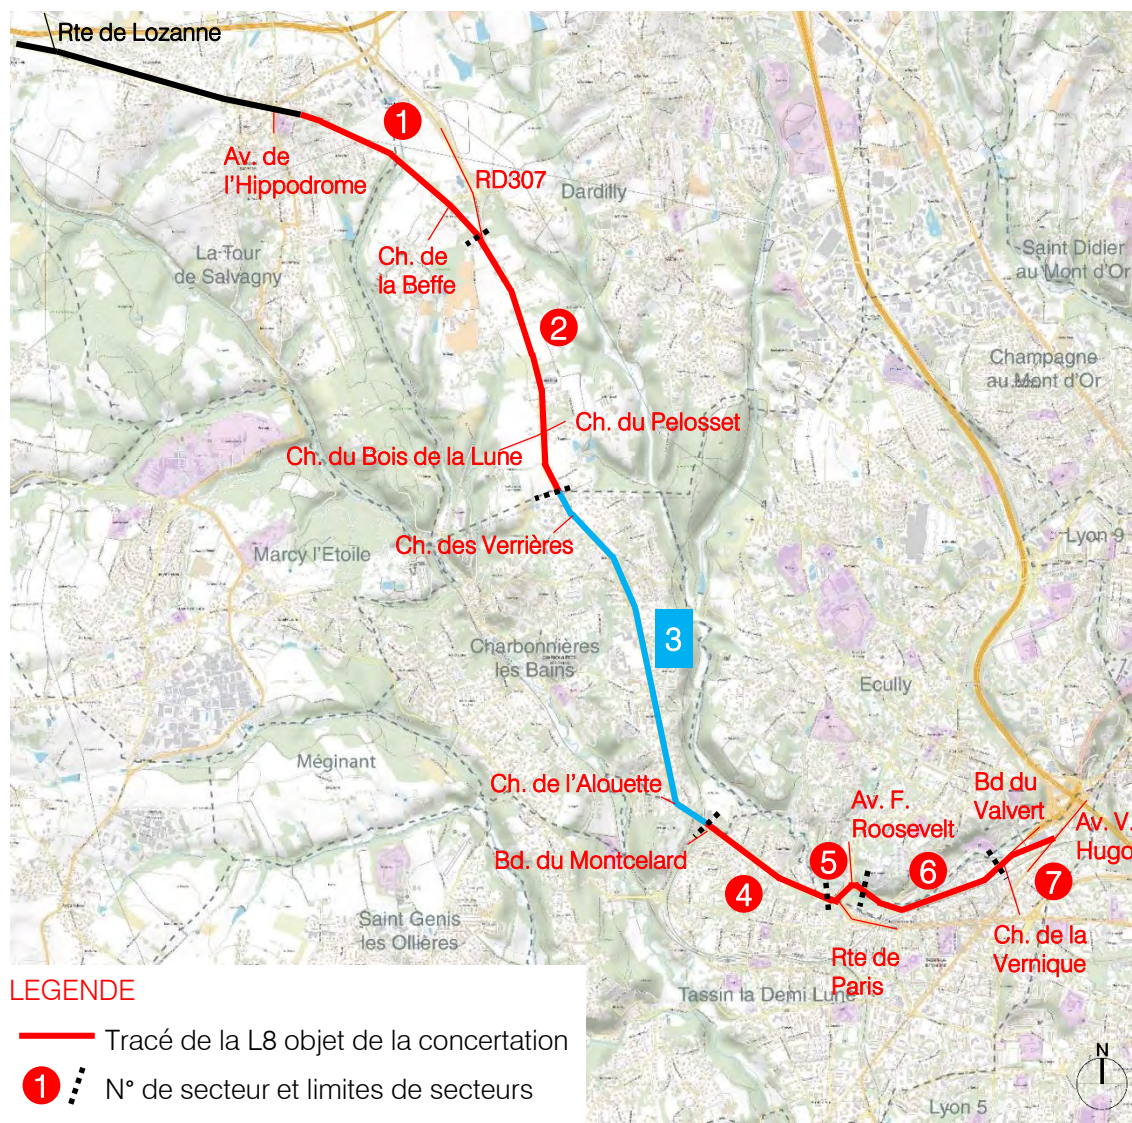 Rte de Lozanne
1
Av. de
l'Hippodrome
RD307
Dardilly
La Tour
de Salvagny
Ch. de
la Beffe
Saint Didier
au Mont d'Or
2
Champagne
au Mont d'Or
Ch. du Pelosset
Ch. du Bois de la Lune
Ch. des Verrières
Marcy l'Etoile
Lyon 9
3
Charbonnières
les Bains
Ecully
Méginant
Ch. de l'Alouette
Bd du
Valvert
Av. F.
Roosevelt
Av. V.
Hugo
Bd. du Montcelard
5
6
7
4
Saint Genis
les Ollières
Ch. de la
Vernique
Rte de
Paris
Tassin la Demi Lune
Lyon 5
N
LEGENDE
Tracé de la L8 objet de la concertation
1 N° de secteur et limites de secteurs